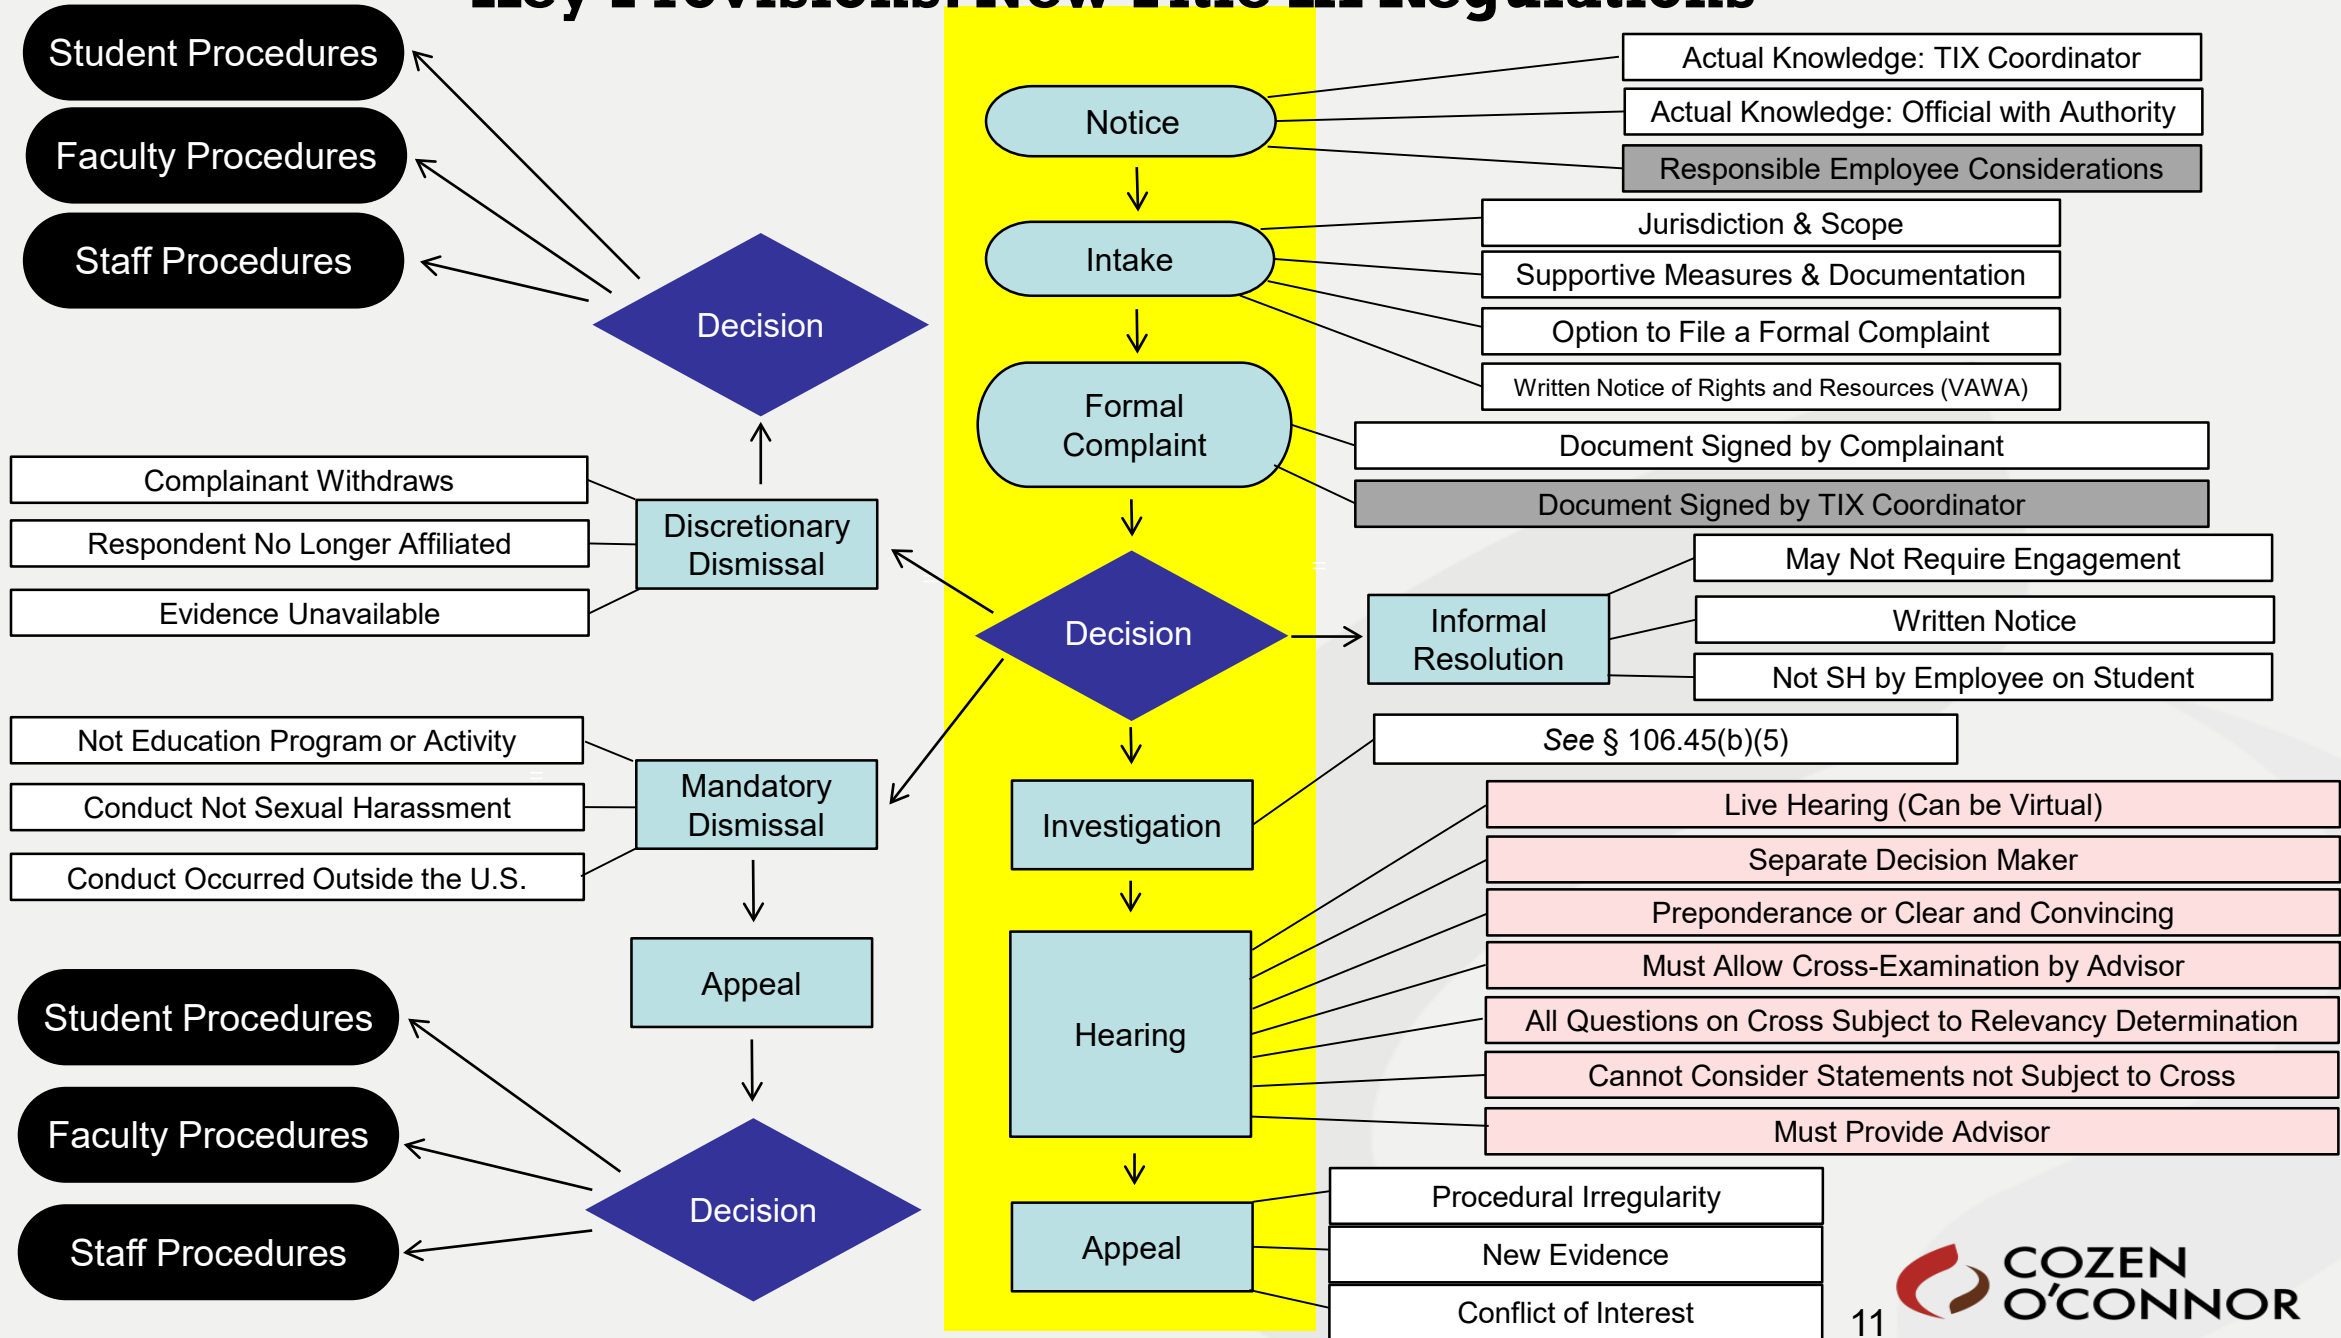 Key Provisions: New Title IX Regulations
Student Procedures
Faculty Procedures
Staff Procedures
Decision
Complainant Withdraws
Respondent No Longer Affiliated
Evidence Unavailable
Discretionary
Dismissal
Not Education Program or Activity
Conduct Not Sexual Harassment
Conduct Occurred Outside the U.S.
Mandatory
Dismissal
Appeal
Student Procedures
Faculty Procedures
Staff Procedures
Decision
Notice
Actual Knowledge: TIX Coordinator
Actual Knowledge: Official with Authority
Responsible Employee Considerations
Intake
Jurisdiction & Scope
Supportive Measures & Documentation
Option to File a Formal Complaint
Written Notice of Rights and Resources (VAWA)
Formal
Complaint
Document Signed by Complainant
Document Signed by TIX Coordinator
Decision
Informal
Resolution
May Not Require Engagement
Written Notice
Not SH by Employee on Student
Investigation
See § 106.45(b)(5)
Hearing
Live Hearing (Can be Virtual)
Separate Decision Maker
Preponderance or Clear and Convincing
Must Allow Cross-Examination by Advisor
All Questions on Cross Subject to Relevancy Determination
Cannot Consider Statements not Subject to Cross
Must Provide Advisor
Appeal
Procedural Irregularity
New Evidence
Conflict of Interest
11
COZEN
O'CONNOR